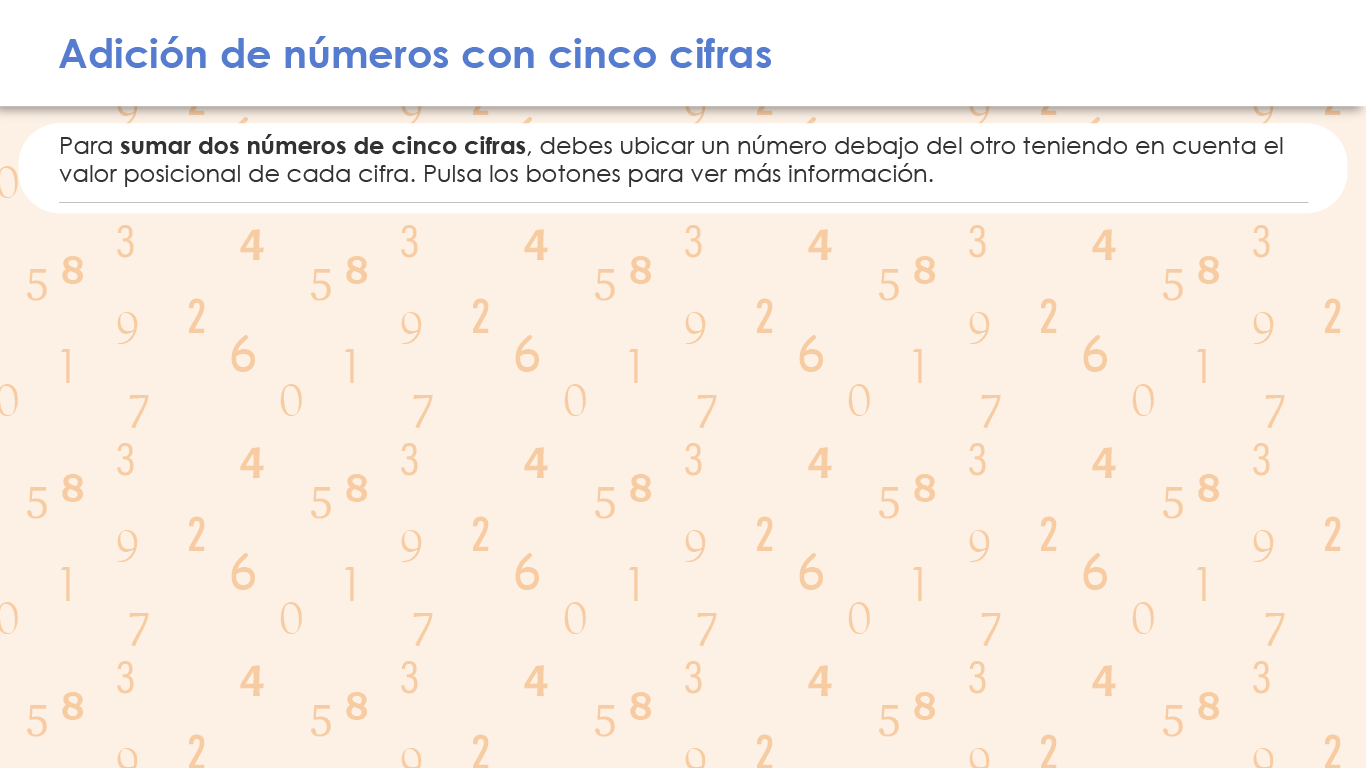 Adición de números con cinco cifras
Para sumar dos números de cinco cifras, debes ubicar un número debajo del otro teniendo en cuenta el
valor posicional de cada cifra. Pulsa los botones para ver más información.